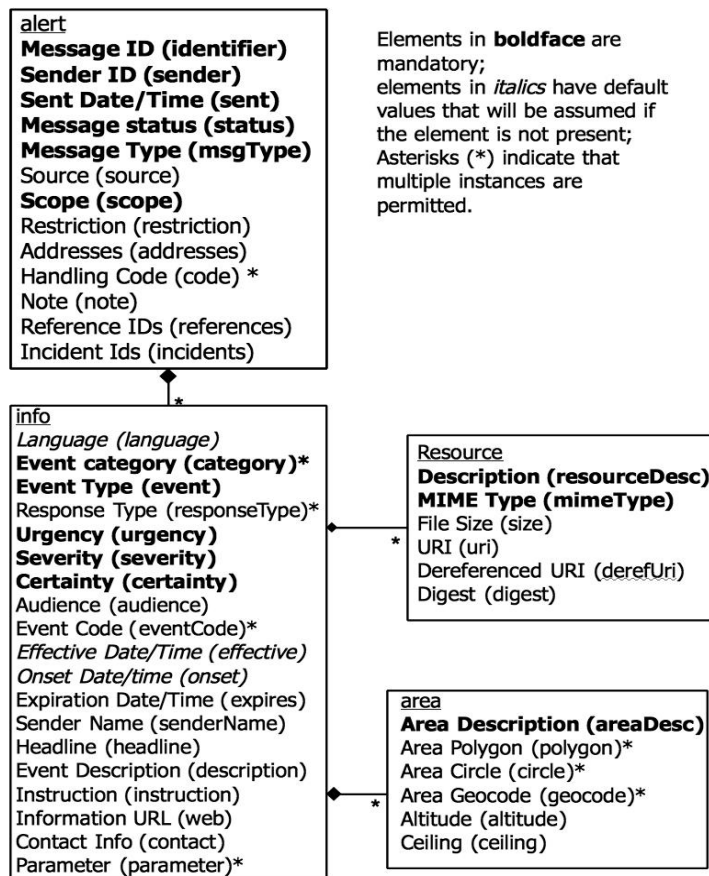 alert
Message ID (identifier)
Sender ID (sender)
Sent Date/Time (sent)
Message status (status)
Message Type (msgType)
Source (source)
Scope (scope)
Restriction (restriction)
Addresses (addresses)
Handling Code (code) *
Note (note)
Reference IDs (references)
Incident Ids (incidents)
Elements in boldface are
mandatory;
elements in italics have default
values that will be assumed if
the element is not present;
Asterisks (*) indicate that
multiple instances are
permitted.
*
info
Language (language)
Event category (category)*
Event Type (event)
Response Type (responseType)*
Urgency (urgency)
Severity (severity)
Certainty (certainty)
Audience (audience)
Event Code (eventCode)*
Effective Date/Time (effective)
Onset Date/time (onset)
Expiration Date/Time (expires)
Sender Name (senderName)
Headline (headline)
Event Description (description)
Instruction (instruction)
Information URL (web)
Contact Info (contact)
Parameter (parameter)*
*
Resource
Description (resourceDesc)
MIME Type (mimeType)
File Size (size)
URI (uri)
Dereferenced URI (derefUri)
Digest (digest)
*
area
Area Description (areaDesc)
Area Polygon (polygon)*
Area Circle (circle)*
Area Geocode (geocode)*
Altitude (altitude)
Ceiling (ceiling)